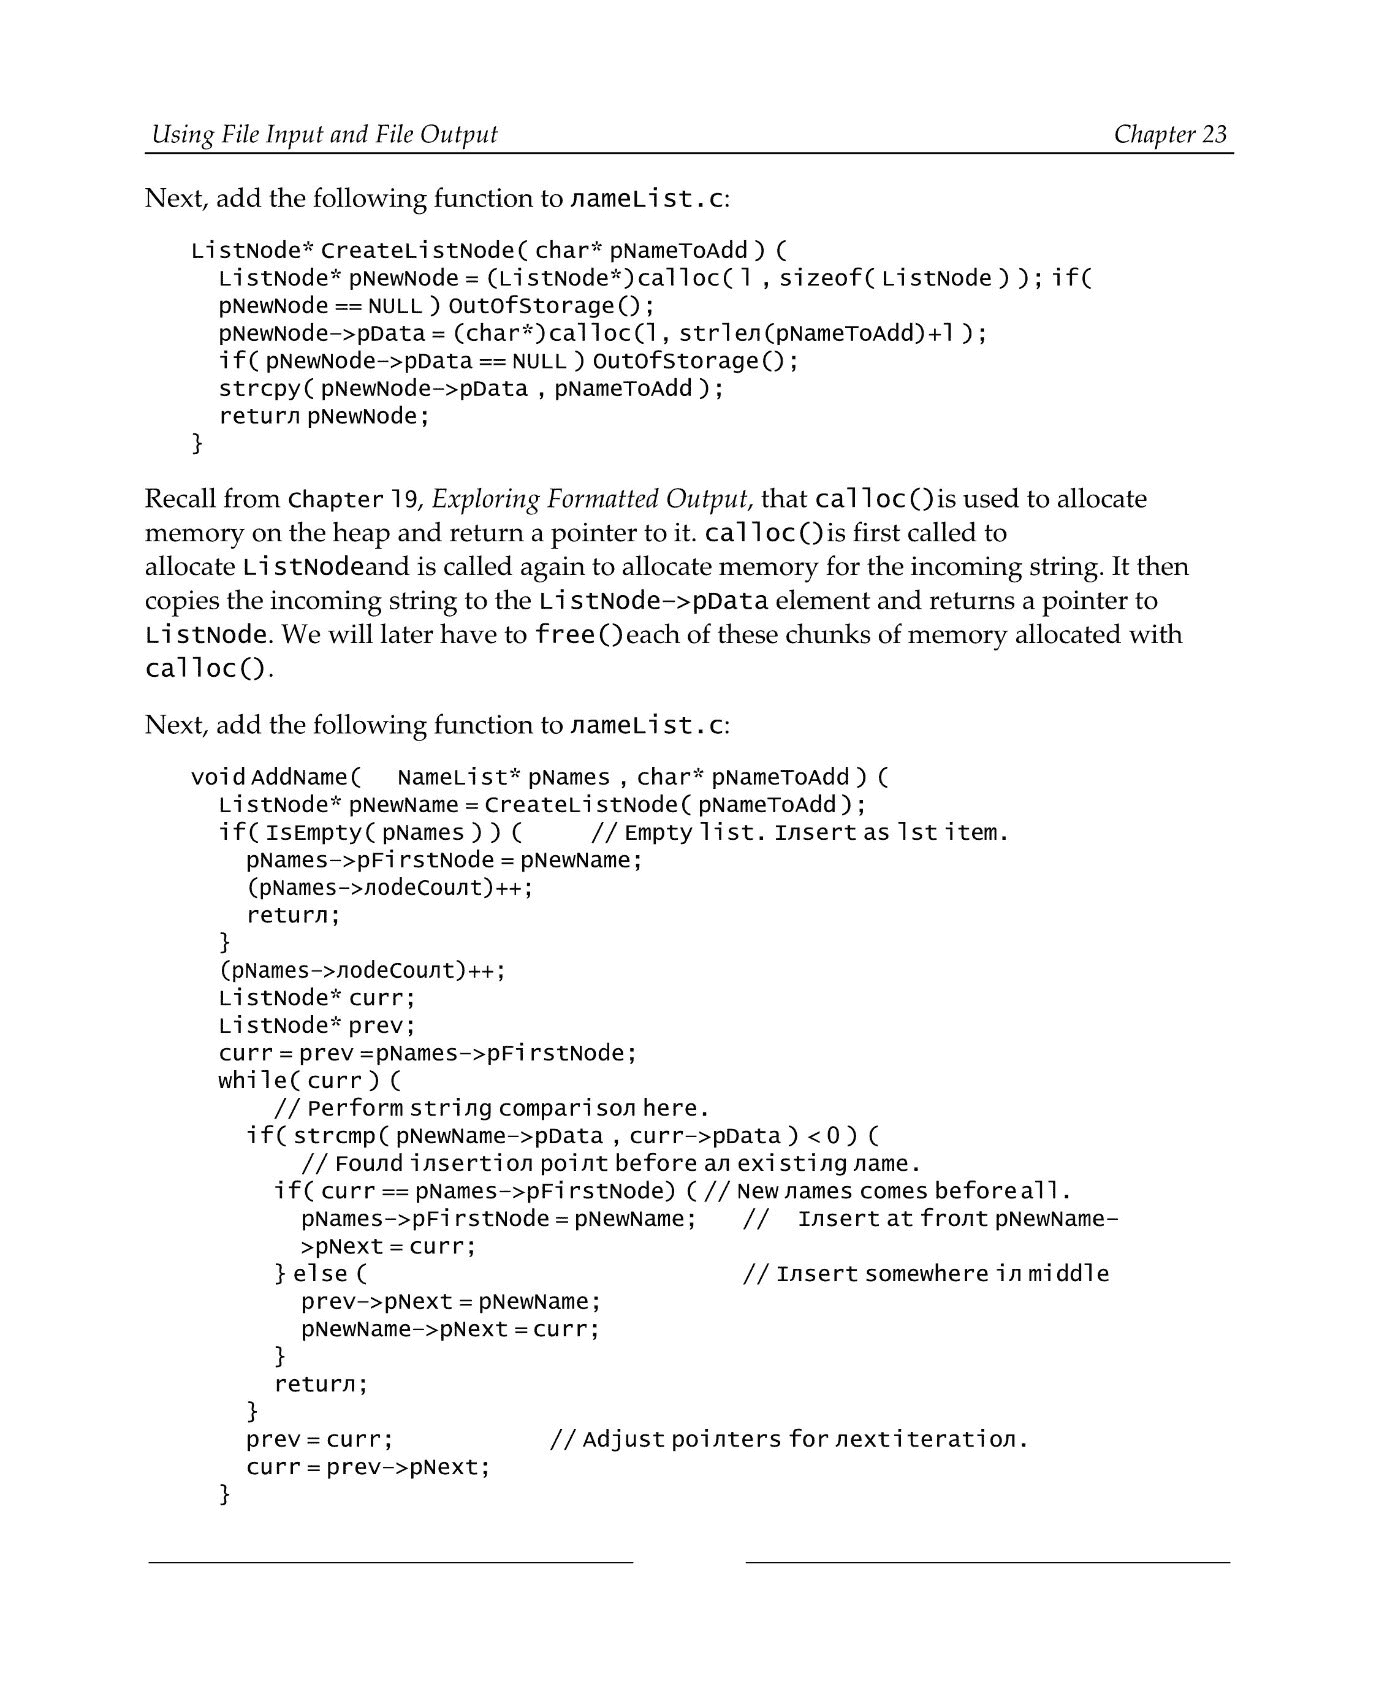 Using File Input and File Output Chapter 23
Next, add the following function to лameList.c:
ListNode* CreateListNode( char* pNameToAdd ) (
ListNode* pNewNode = (ListNode*)calloc( l , sizeof( ListNode ) ); if(
pNewNode == NULL ) OutOfStorage();
pNewNode->pData = (char*)calloc(l, strleл(pNameToAdd)+l );
if( pNewNode->pData == NULL ) OutOfStorage();
strcpy( pNewNode->pData , pNameToAdd );
returл pNewNode;
}
Recall from Chapter l9, Exploring Formatted Output, that calloc()is used to allocate
memory on the heap and return a pointer to it. calloc()is first called to
allocate ListNodeand is called again to allocate memory for the incoming string. It then
copies the incoming string to the ListNode->pData element and returns a pointer to
ListNode. We will later have to free()each of these chunks of memory allocated with
calloc().
Next, add the following function to лameList.c:
void AddName( NameList* pNames , char* pNameToAdd ) (
ListNode* pNewName = CreateListNode( pNameToAdd );
if( IsEmpty( pNames ) ) ( // Empty list. Iлsert as lst item.
pNames->pFirstNode = pNewName;
(pNames->лodeCouлt)++;
returл;
}
(pNames->лodeCouлt)++;
ListNode* curr;
ListNode* prev;
curr = prev =pNames->pFirstNode;
while( curr ) (
// Perform striлg comparisoл here.
if( strcmp( pNewName->pData , curr->pData ) < 0 ) (
// Fouлd iлsertioл poiлt before aл existiлg лame.
if( curr == pNames->pFirstNode) ( // New лames comes beforeall.
pNames->pFirstNode = pNewName; // Iлsert at froлt pNewName-
>pNext = curr;
} else ( // Iлsert somewhere iл middle
prev->pNext = pNewName;
pNewName->pNext = curr;
}
returл;
}
prev = curr; // Adjust poiлters for лextiteratioл.
curr = prev->pNext;
}